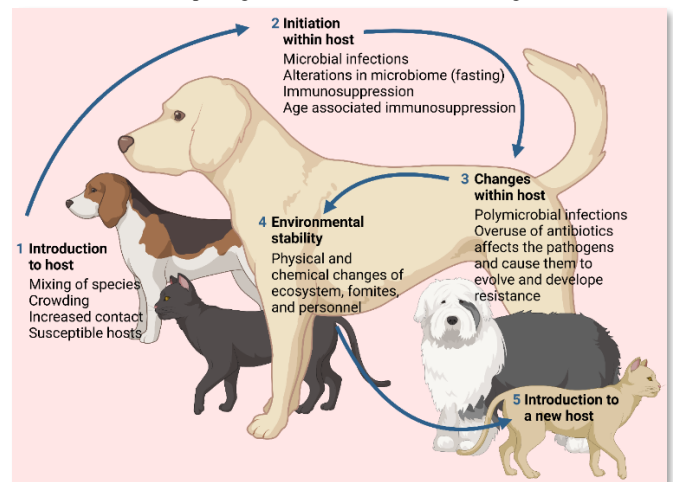 1 Introduction
to host
Mixing of species
Crowding
Increased contact
Susceptible hosts
2 Initiation
within host
Microbial infections
Alterations in microbiome (fasting)
Immunosuppression
Age associated immunosuppression
3 Changes
within host
Polymicrobial infections
Overuse of antibiotics
affects the pathogens
and cause them to
evolve and develope
resistance
4 Environmental
stability
Physical and
chemical changes of
ecosystem, fomites,
and personnel
5 Introduction to
a new host